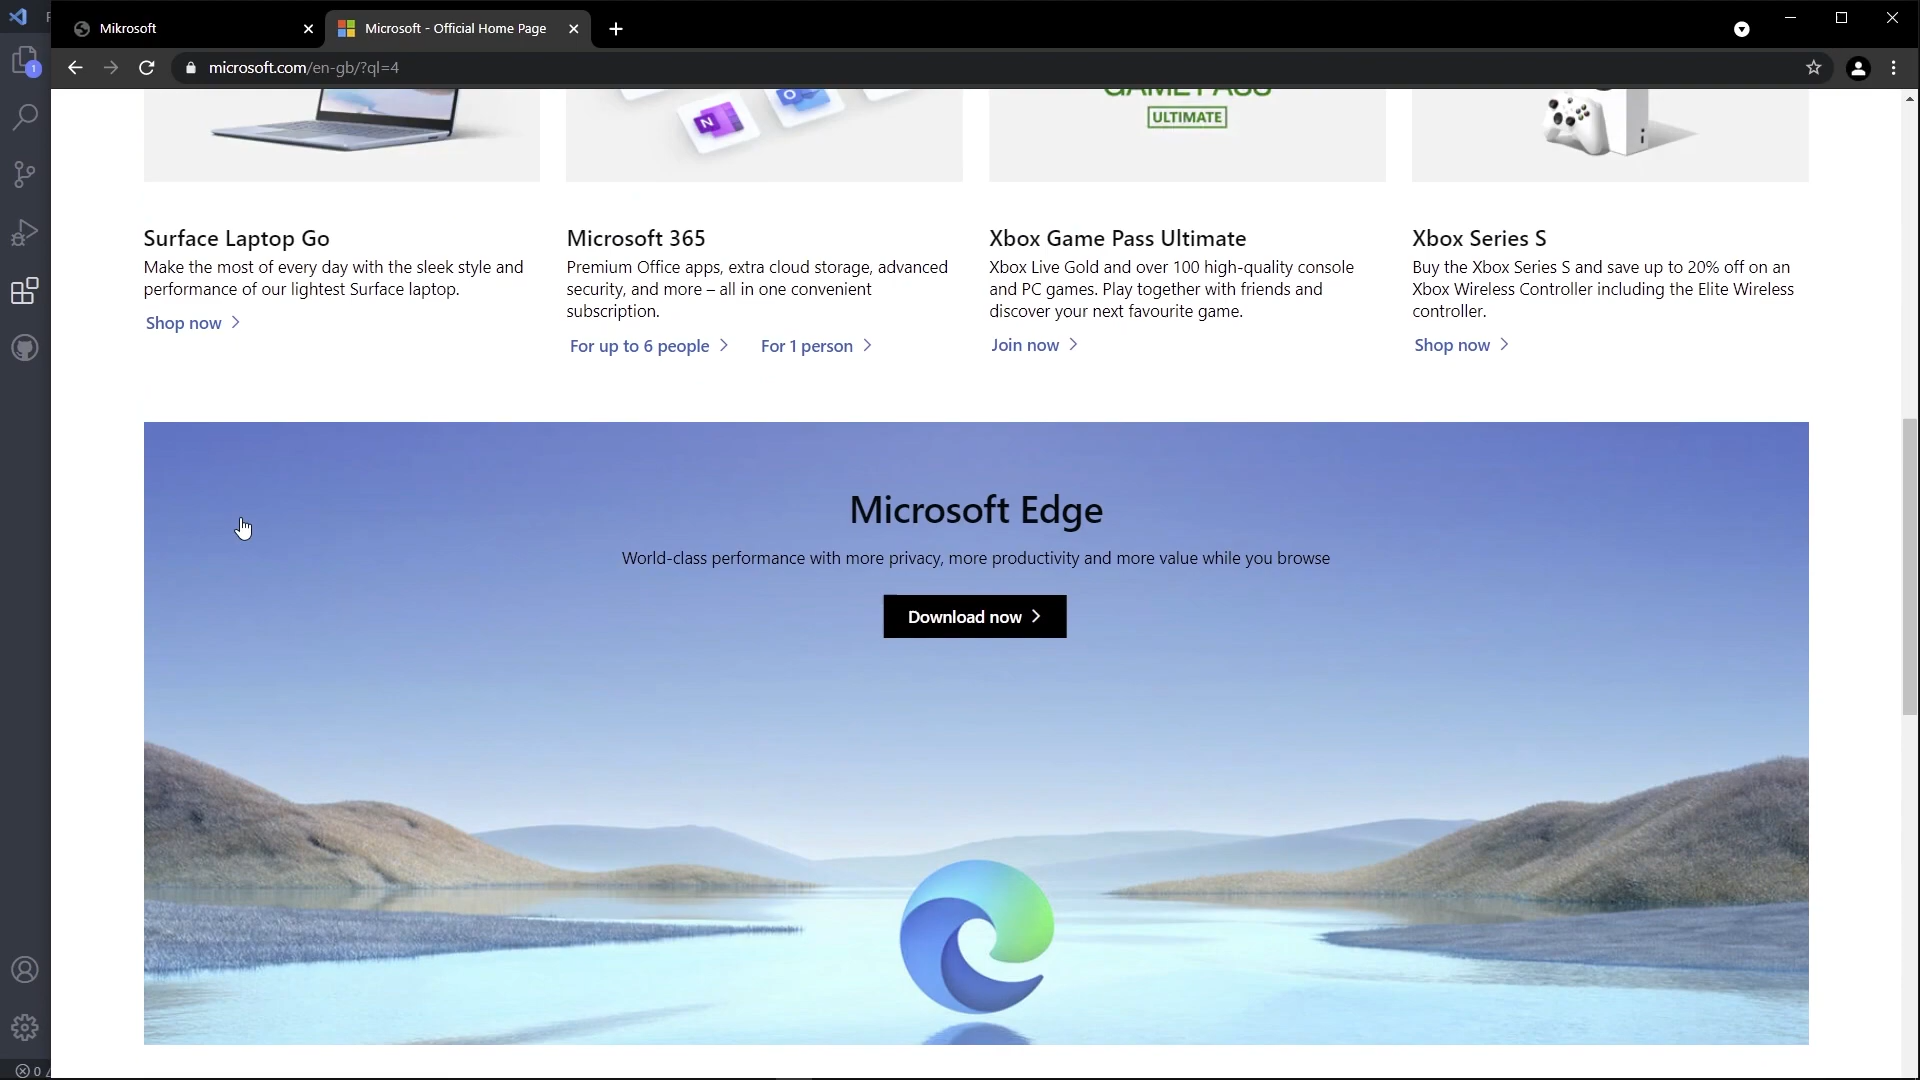 Mikrosoft
Microsoft - Official Home Page
microsoft.com/en-gb/?ql=4
1
N
O
ULTIMATE
Surface Laptop Go
Make the most of every day with the sleek style and
performance of our lightest Surface laptop.
Shop now
Microsoft 365
Premium Office apps, extra cloud storage, advanced
security, and more – all in one convenient
subscription.
For up to 6 people
For 1 person
Xbox Game Pass Ultimate
Xbox Live Gold and over 100 high-quality console
and PC games. Play together with friends and
discover your next favourite game.
Join now
Xbox Series S
Buy the Xbox Series S and save up to 20% off on an
Xbox Wireless Controller including the Elite Wireless
controller.
Shop now
Microsoft Edge
World-class performance with more privacy, more productivity and more value while you browse
Download now
0